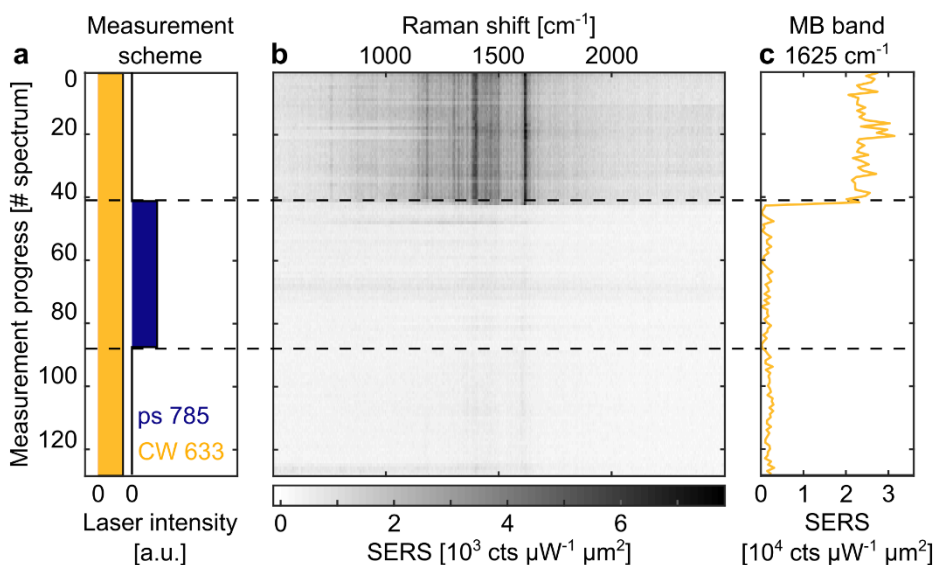 Measurement
scheme
Raman shift [cm⁻¹]
MB band
1625 cm⁻¹
a
b
c
1000 1500 2000
0
20
40
60
80
100
120
Measurement progress [# spectrum]
ps 785
CW 633
0 0
Laser intensity
[a.u.]
0 2 4 6
SERS [10³ cts μW⁻¹ μm²]
0 1 2 3
SERS
[10⁴ cts μW⁻¹ μm²]